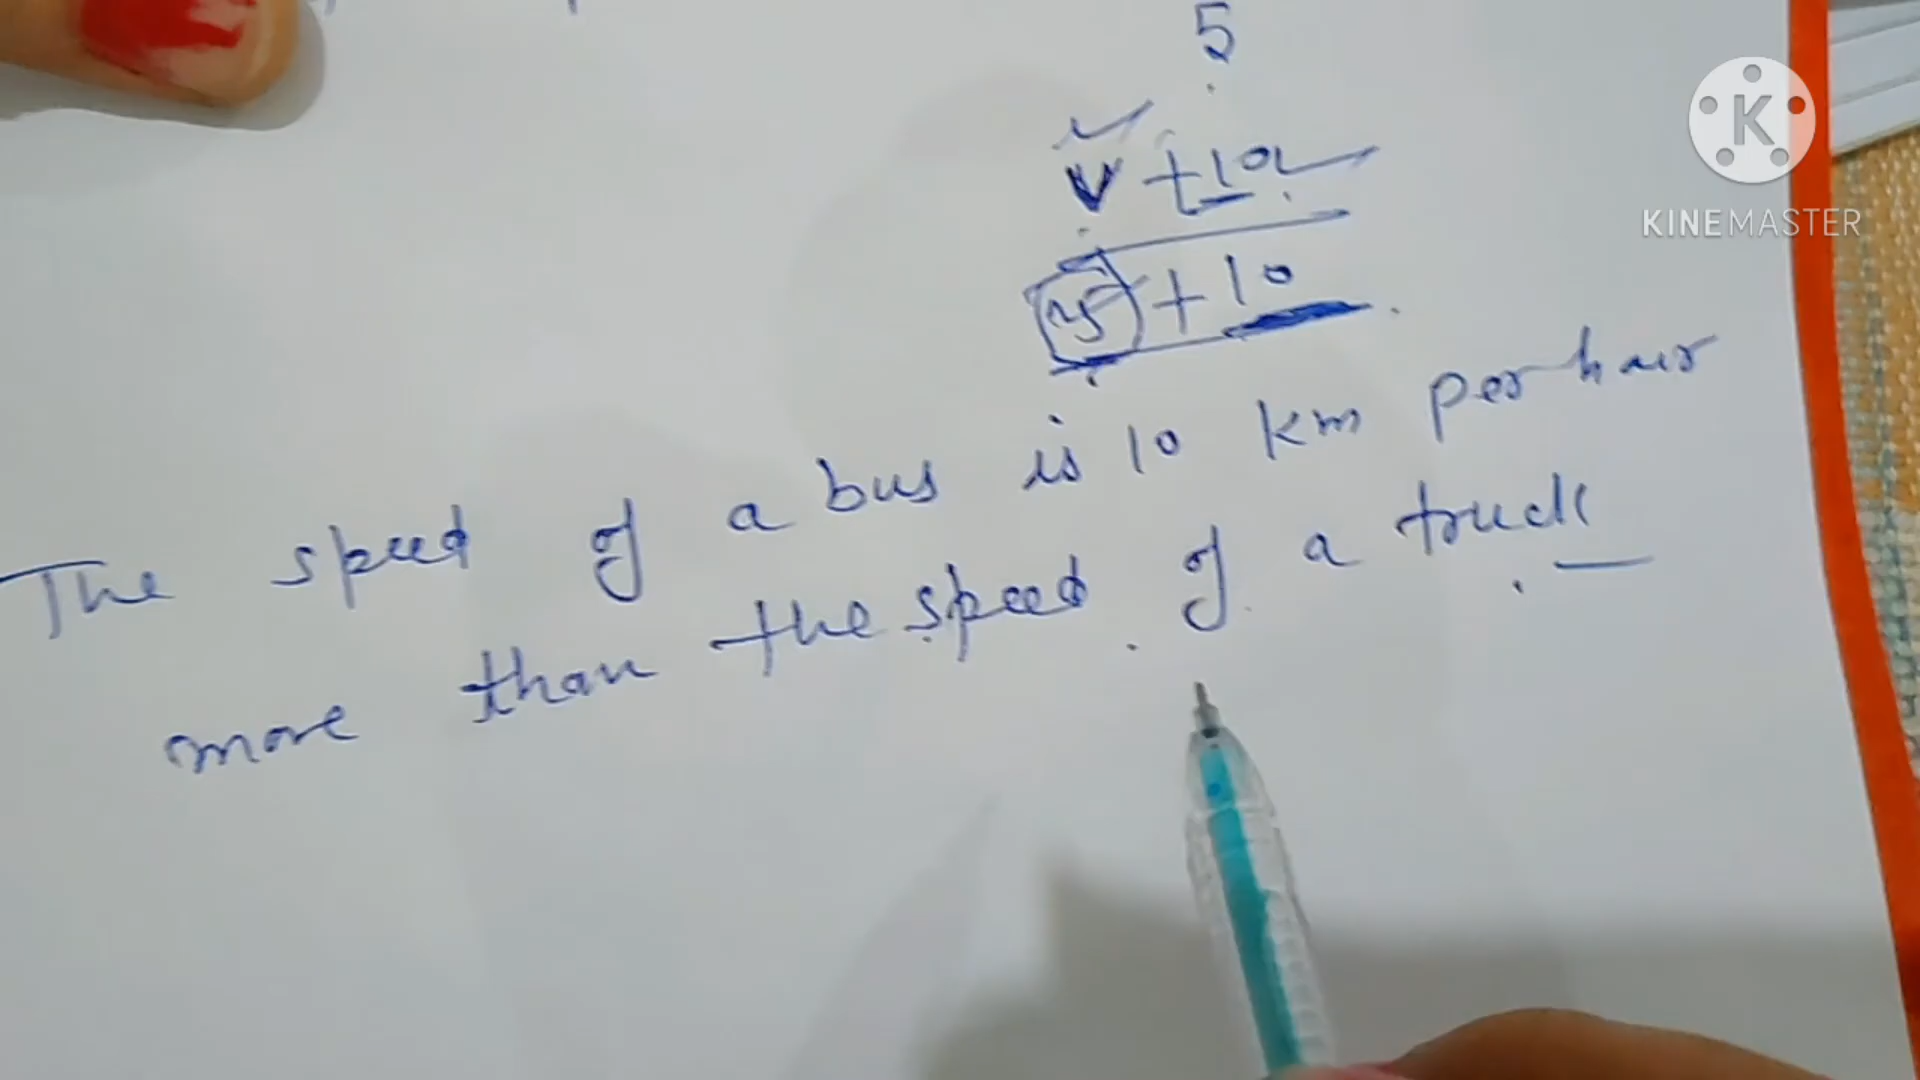 5
v +10
y + 10
The speed of a bus is 10 km per hour
more than the speed of a truck
KINEMASTER